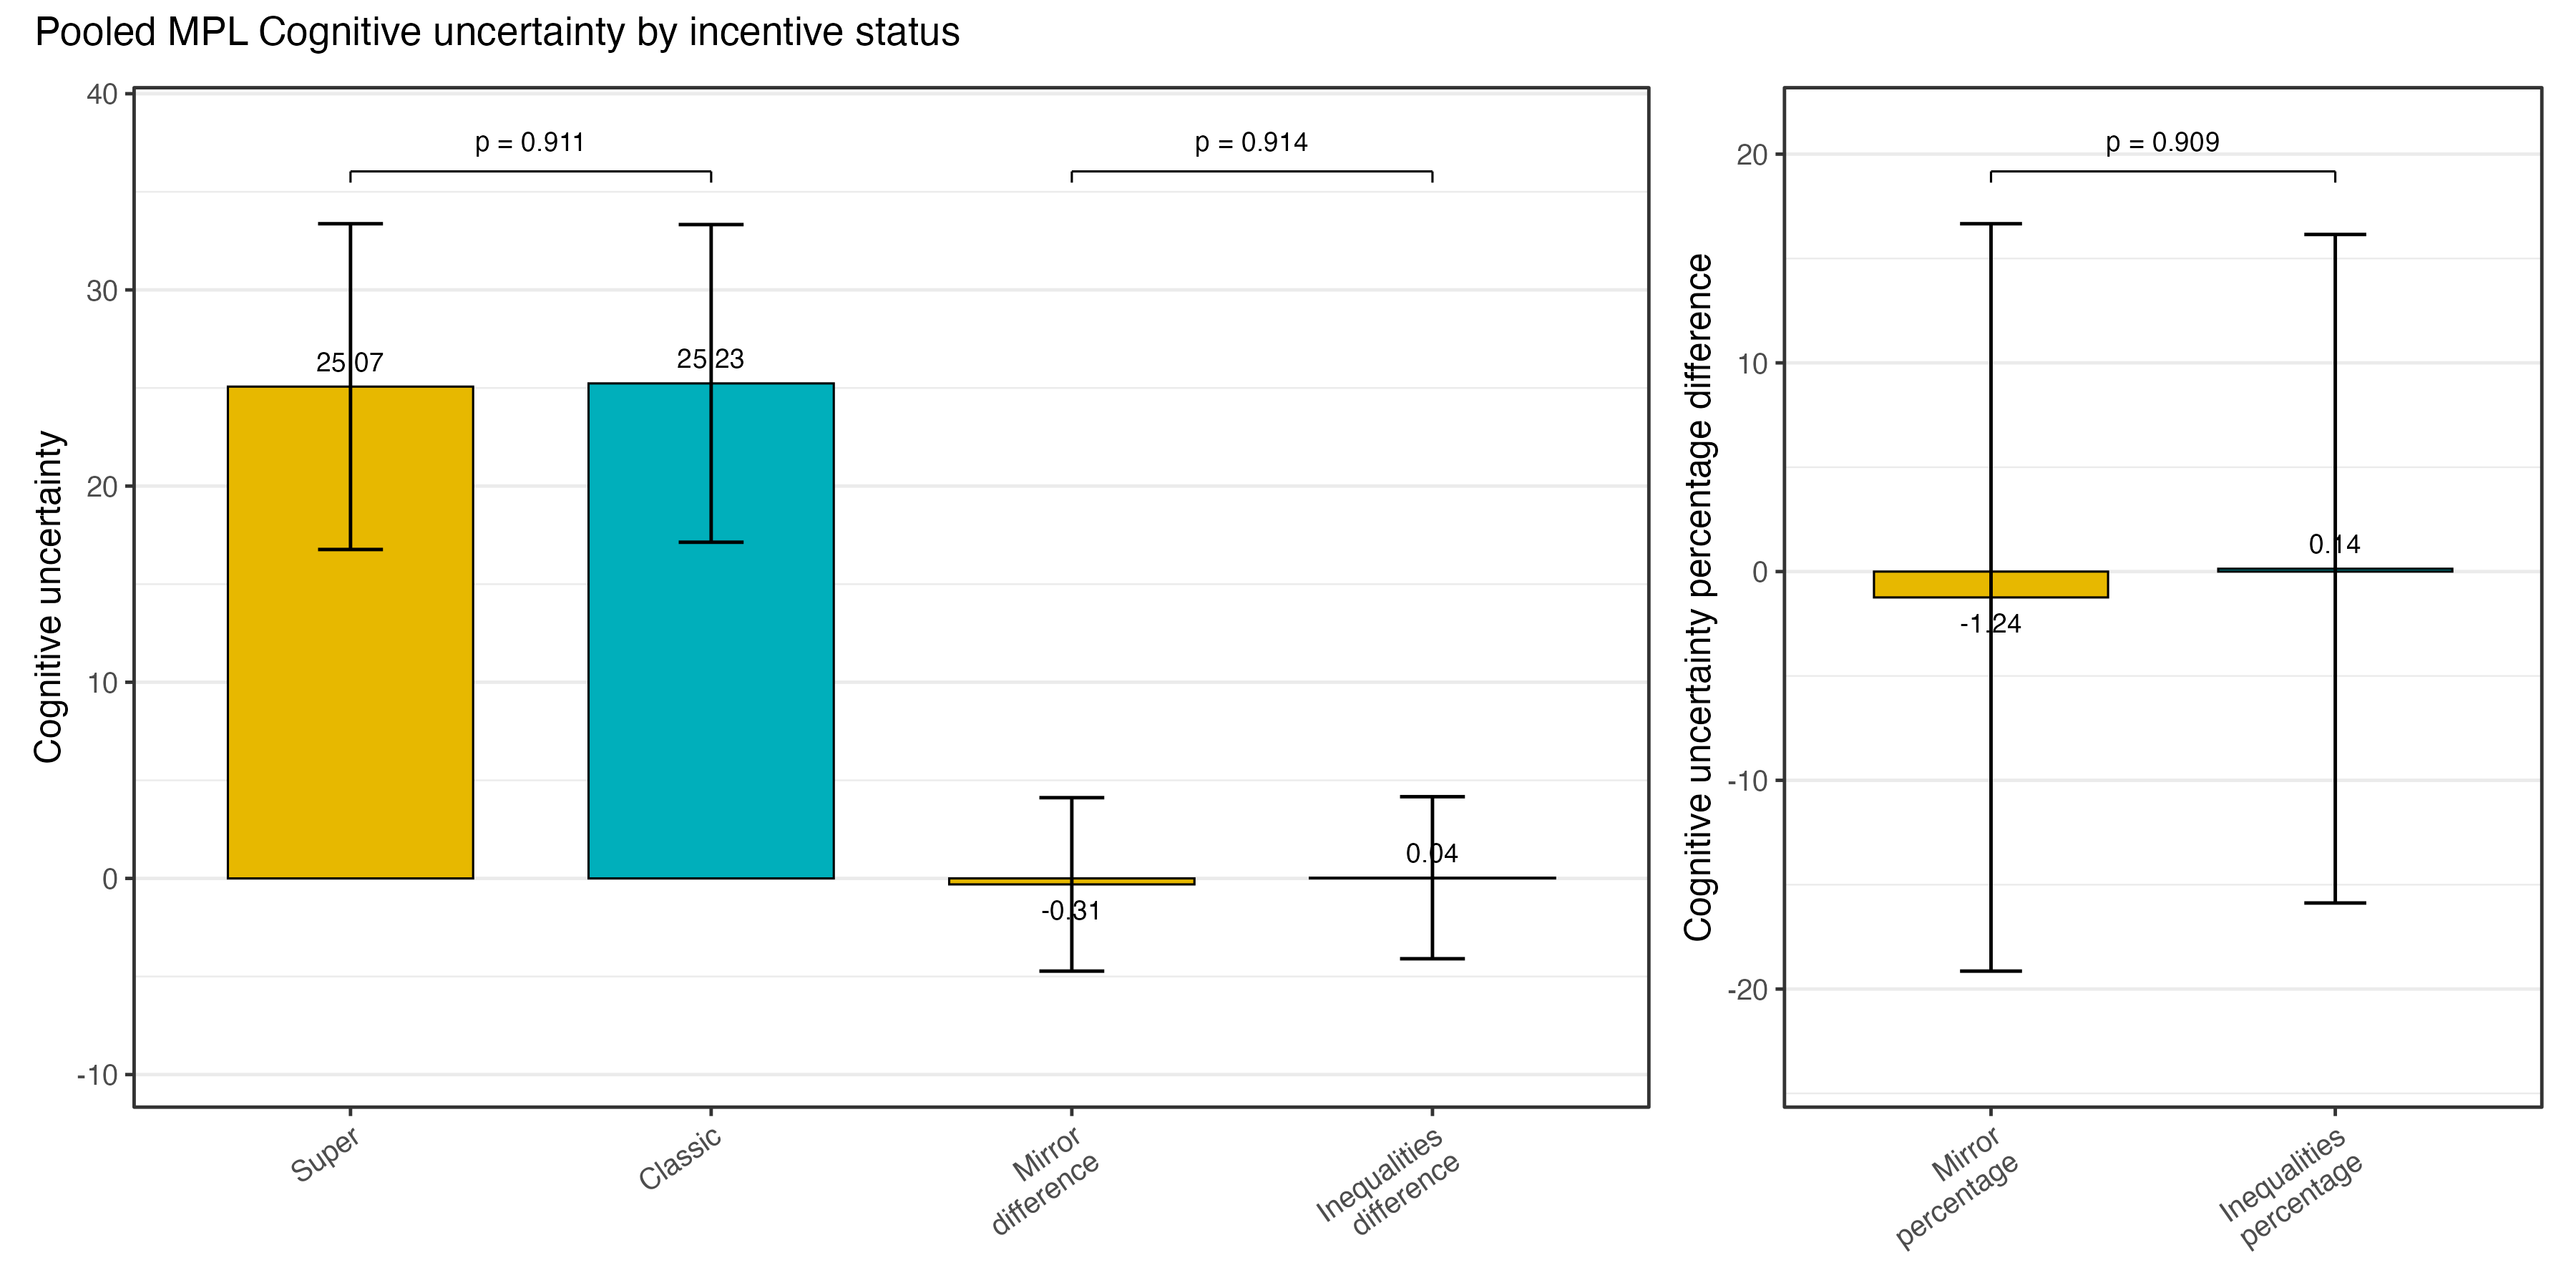 Pooled MPL Cognitive uncertainty by incentive status
Cognitive uncertainty
40
30
20
10
0
-10
p = 0.911
p = 0.914
25.07
25.23
-0.31
0.04
Super
Classic
Mirror
difference
Inequalities
difference
Cognitive uncertainty percentage difference
20
10
0
-10
-20
p = 0.909
-1.24
0.14
Mirror
percentage
Inequalities
percentage